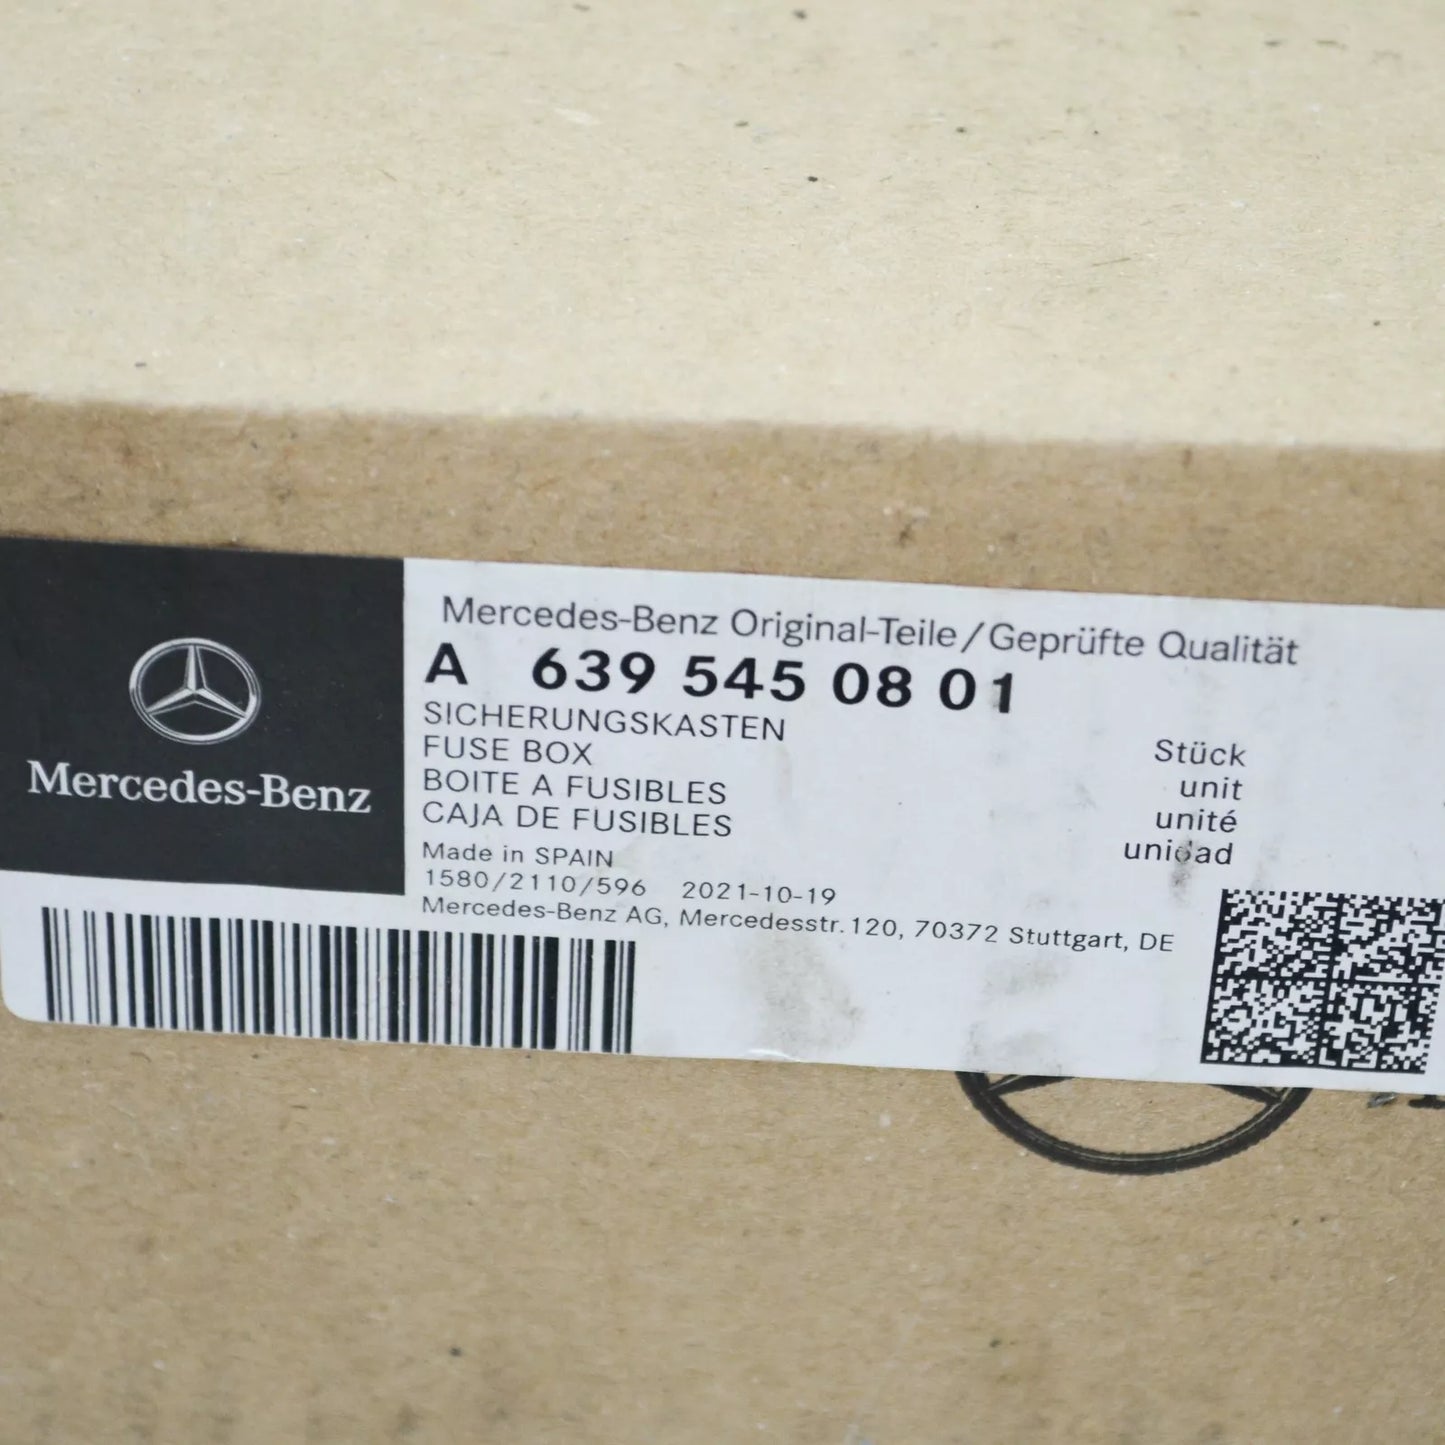 Mercedes-Benz
Mercedes-Benz Original-Teile/Geprüfte Qualität
A 639 545 08 01
SICHERUNGSKASTEN
FUSE BOX
BOITE A FUSIBLES
CAJA DE FUSIBLES
Stück
unit
unité
unidad
Made in SPAIN
1580/2110/596 2021-10-19
Mercedes-Benz AG, Mercedesstr.120, 70372 Stuttgart, DE